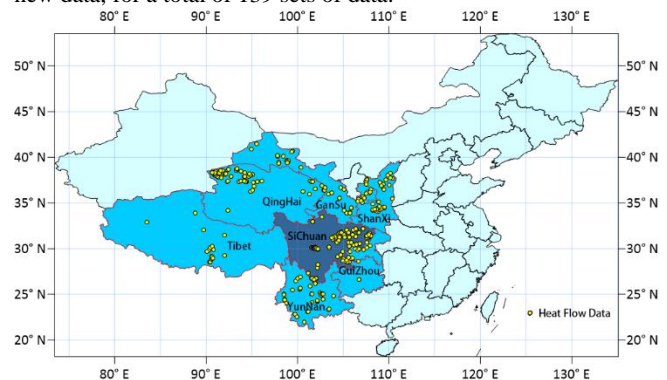 new data, for a total of 139 sets of data.
80° E 90° E 100° E 110° E 120° E 130° E
50° N 50° N
45° N 45° N
40° N 40° N
35° N 35° N
QingHai GanSu
ShanXi
SiChuan
30° N 30° N
Tibet
GuiZhou
25° N 25° N
YunNan
Heat Flow Data
20° N 20° N
80° E 90° E 100° E 110° E 120° E 130° E